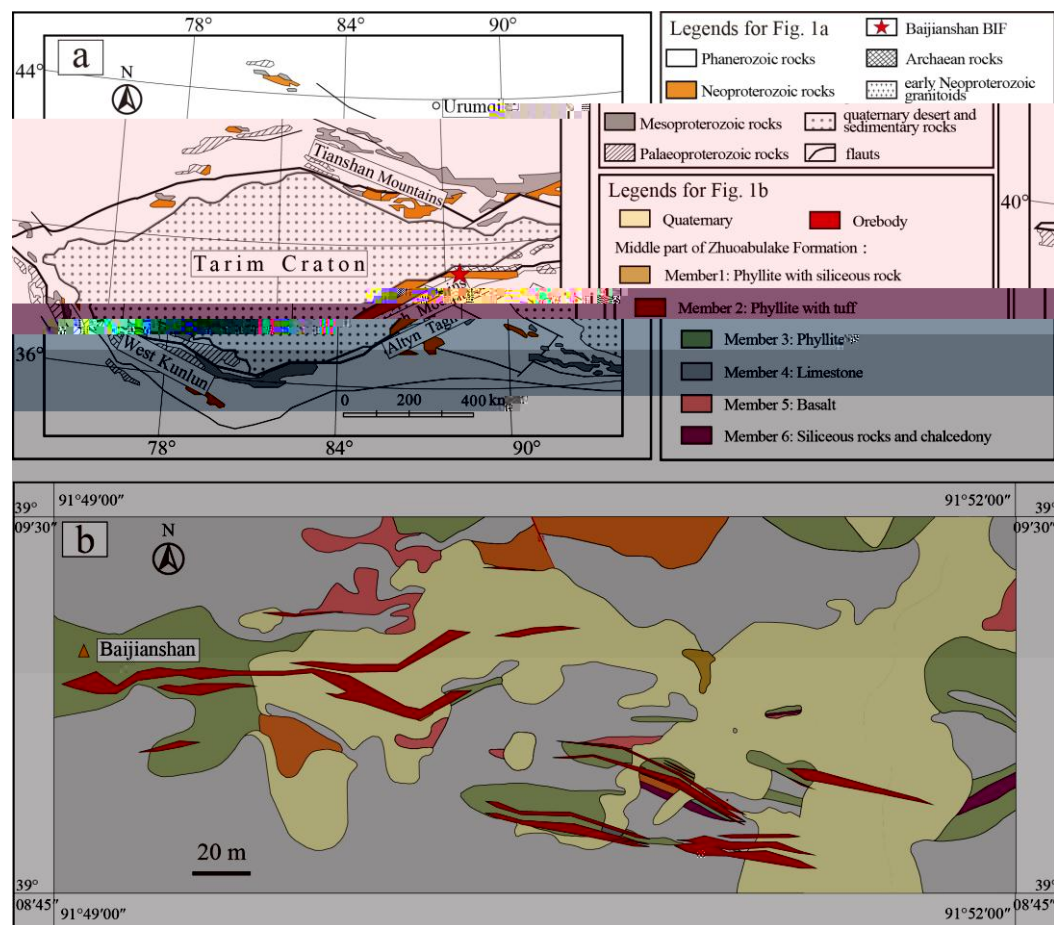 a
N
78°
84°
90°
44°
Tianshan Mountains
Tarim Craton
Altyn
36°
West Kunlun
0 200 400 km
78°
84°
90°
Legends for Fig. 1a
Baijianshan BIF
Phanerozoic rocks
Archaean rocks
Neoproterozoic rocks
early Neoproterozoic
granitoids
Mesoproterozoic rocks
quaternary desert and
sedimentary rocks
Palaeoproterozoic rocks
flauts
40°
Legends for Fig. 1b
Quaternary
Orebody
Middle part of Zhuoabulake Formation :
Member1: Phyllite with siliceous rock
Member 2: Phyllite with tuff
Member 3: Phyllite
Member 4: Limestone
Member 5: Basalt
Member 6: Siliceous rocks and chalcedony
b
N
39°
09′30″
91°49′00″
91°52′00″
39°
09′30″
Baijianshan
20 m
39°
08′45″
91°49′00″
91°52′00″
39°
08′45″